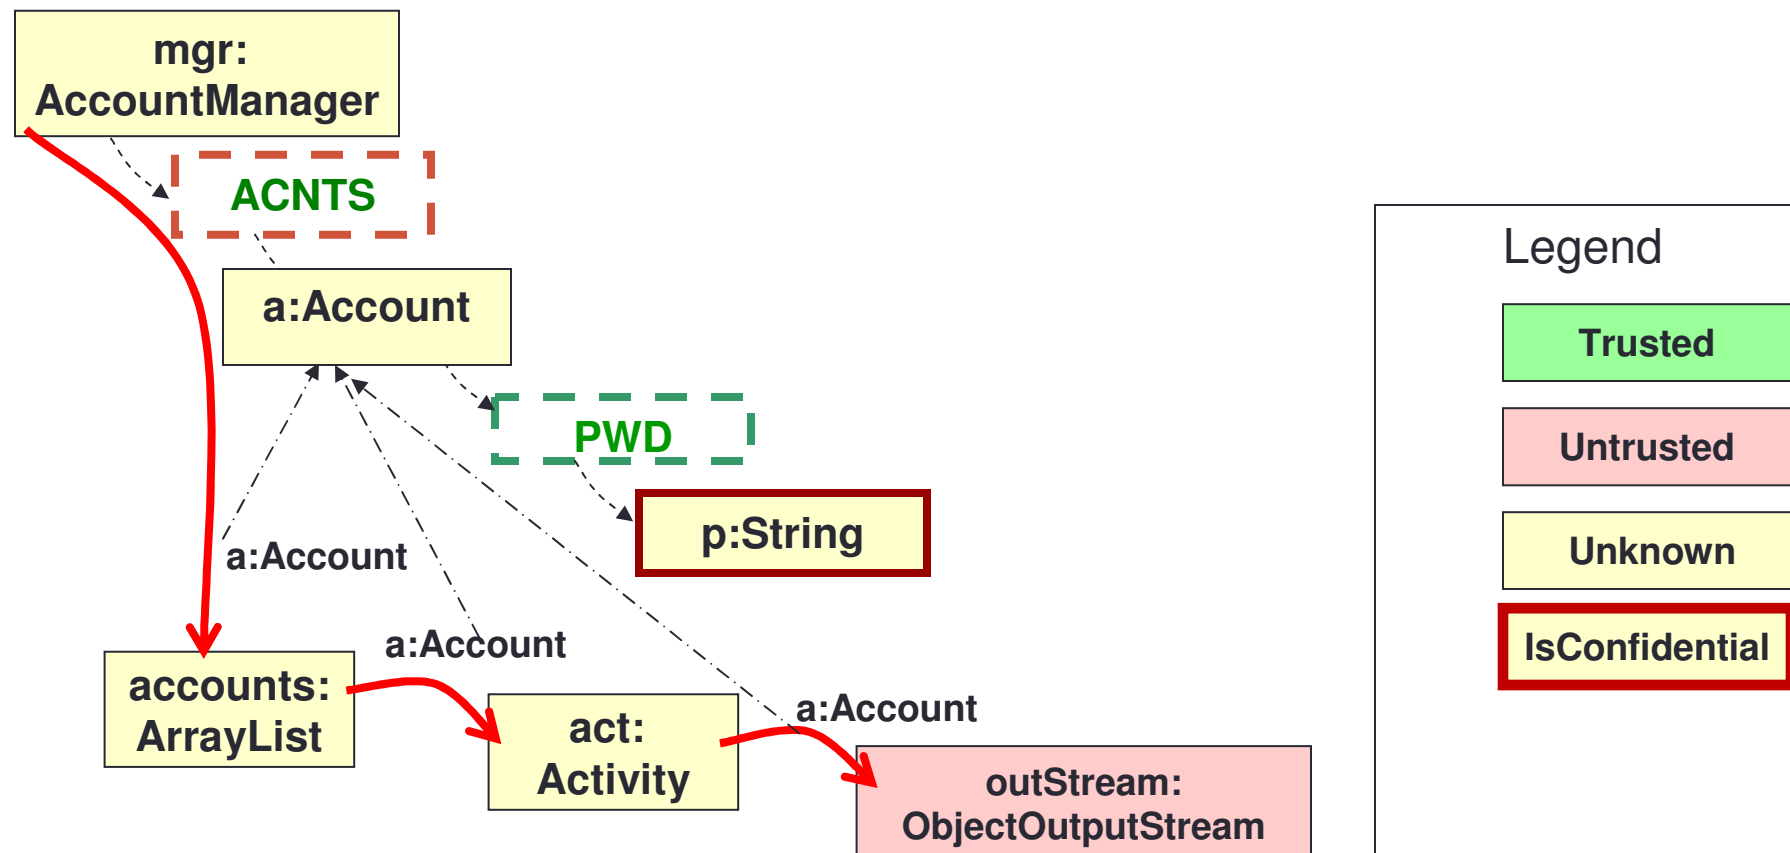 mgr:
AccountManager
ACNTS
a:Account
PWD
p:String
a:Account
a:Account
accounts:
ArrayList
act:
Activity
a:Account
outStream:
ObjectOutputStream
Legend
Trusted
Untrusted
Unknown
IsConfidential